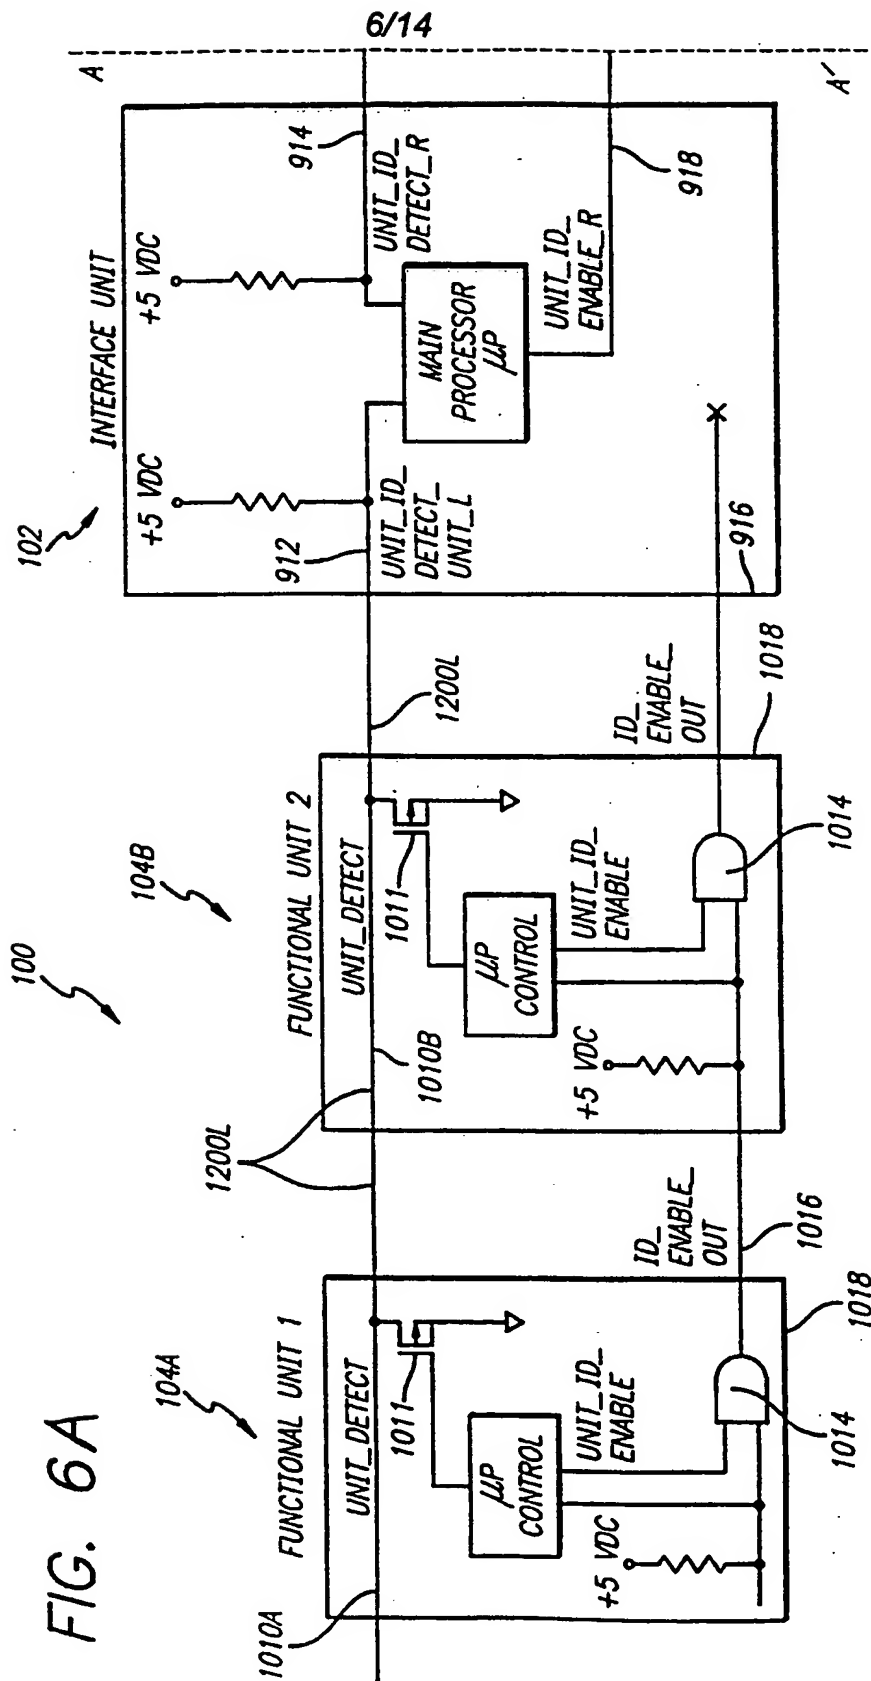 6/14
FIG. 6A
100
104A
FUNCTIONAL UNIT 1
UNIT_DETECT
1010A
1011
µP
CONTROL
UNIT_ID_
ENABLE
+5 VDC
1014
1018
ID_
ENABLE_
OUT
1016
1200L
104B
FUNCTIONAL UNIT 2
UNIT_DETECT
1010B
1011
µP
CONTROL
UNIT_ID_
ENABLE
+5 VDC
1014
1018
ID_
ENABLE_
OUT
1200L
102
INTERFACE UNIT
+5 VDC
+5 VDC
912
UNIT_ID_
DETECT_
UNIT_L
MAIN
PROCESSOR
µP
UNIT_ID_
DETECT_R
914
UNIT_ID_
ENABLE_R
916
918
A
A′